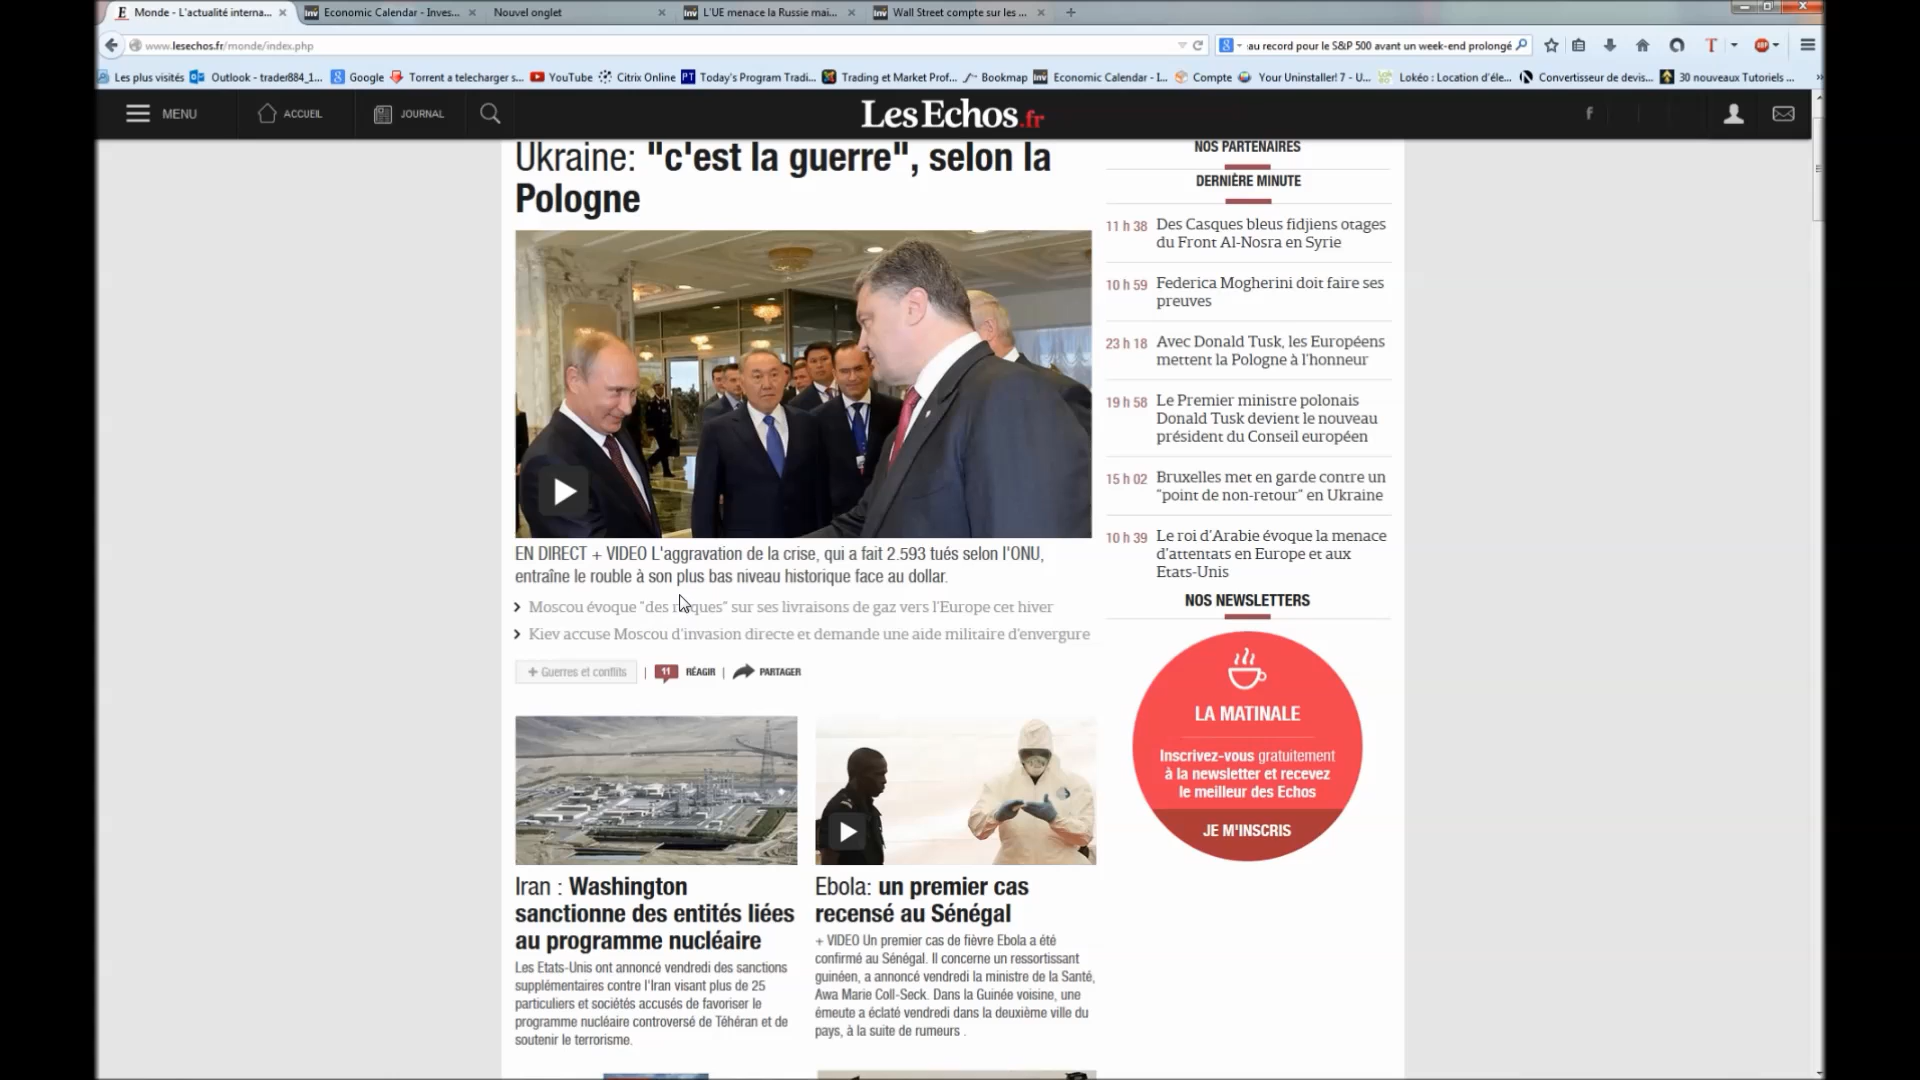 Monde - L'actualité interna...
Economic Calendar - Inves...
Nouvel onglet
L'UE menace la Russie mai...
Wall Street compte sur les ...
www.lesechos.fr/monde/index.php
au record pour le S&P 500 avant un week-end prolongé
Les plus visités
Outlook - trader884_1...
Google
Torrent a telecharger s...
YouTube
Citrix Online
Today's Program Tradi...
Trading et Market Prof...
Bookmap
Economic Calendar - I...
Compte
Your Uninstaller! 7 - U...
Lokéo : Location d'éle...
Convertisseur de devis...
30 nouveaux Tutoriels ...
MENU
ACCUEIL
JOURNAL
LesEchos.fr
Ukraine: "c'est la guerre", selon la
Pologne
EN DIRECT + VIDEO L'aggravation de la crise, qui a fait 2.593 tués selon l'ONU,
entraîne le rouble à son plus bas niveau historique face au dollar.
Moscou évoque "des risques" sur ses livraisons de gaz vers l'Europe cet hiver
Kiev accuse Moscou d'invasion directe et demande une aide militaire d'envergure
+ Guerres et conflits | 11 RÉAGIR | PARTAGER
Iran : Washington
sanctionne des entités liées
au programme nucléaire
Les Etats-Unis ont annoncé vendredi des sanctions
supplémentaires contre l'Iran visant plus de 25
particuliers et sociétés accusés de favoriser le
programme nucléaire controversé de Téhéran et de
soutenir le terrorisme.
Ebola: un premier cas
recensé au Sénégal
+ VIDEO Un premier cas de fièvre Ebola a été
confirmé au Sénégal. Il concerne un ressortissant
guinéen, a annoncé vendredi la ministre de la Santé,
Awa Marie Coll-Seck. Dans la Guinée voisine, une
émeute a éclaté vendredi dans la deuxième ville du
pays, à la suite de rumeurs .
NOS PARTENAIRES
DERNIÈRE MINUTE
11 h 38 Des Casques bleus fidjiens otages
du Front Al-Nosra en Syrie
10 h 59 Federica Mogherini doit faire ses
preuves
23 h 18 Avec Donald Tusk, les Européens
mettent la Pologne à l'honneur
19 h 58 Le Premier ministre polonais
Donald Tusk devient le nouveau
président du Conseil européen
15 h 02 Bruxelles met en garde contre un
"point de non-retour" en Ukraine
10 h 39 Le roi d'Arabie évoque la menace
d'attentats en Europe et aux
Etats-Unis
NOS NEWSLETTERS
LA MATINALE
Inscrivez-vous gratuitement
à la newsletter et recevez
le meilleur des Echos
JE M'INSCRIS